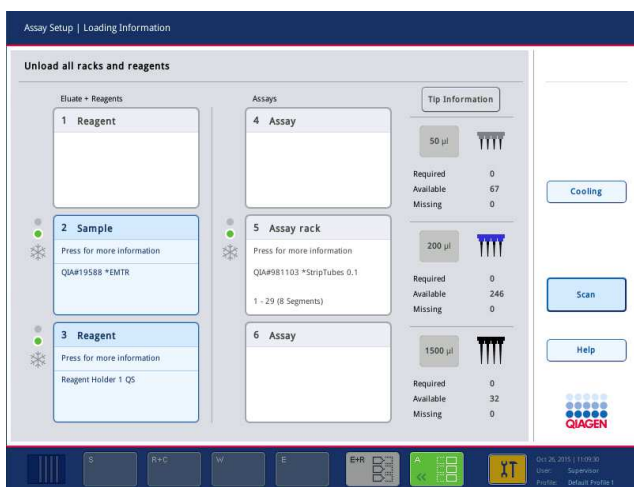 Assay Setup | Loading Information
Unload all racks and reagents
Eluate + Reagents
1 Reagent
2 Sample
Press for more information
QIA#19588 *EMTR
3 Reagent
Press for more information
Reagent Holder 1 QS
Assays
4 Assay
5 Assay rack
Press for more information
QIA#981103 *StripTubes 0.1
1 - 29 (8 Segments)
6 Assay
Tip Information
50 µl
Required 0
Available 67
Missing 0
200 µl
Required 0
Available 246
Missing 0
1500 µl
Required 0
Available 32
Missing 0
Cooling
Scan
Help
QIAGEN
S
R+C
W
E
E+R
A
Oct 26, 2015 | 11:09:30
User: Supervisor
Profile: Default Profile 1